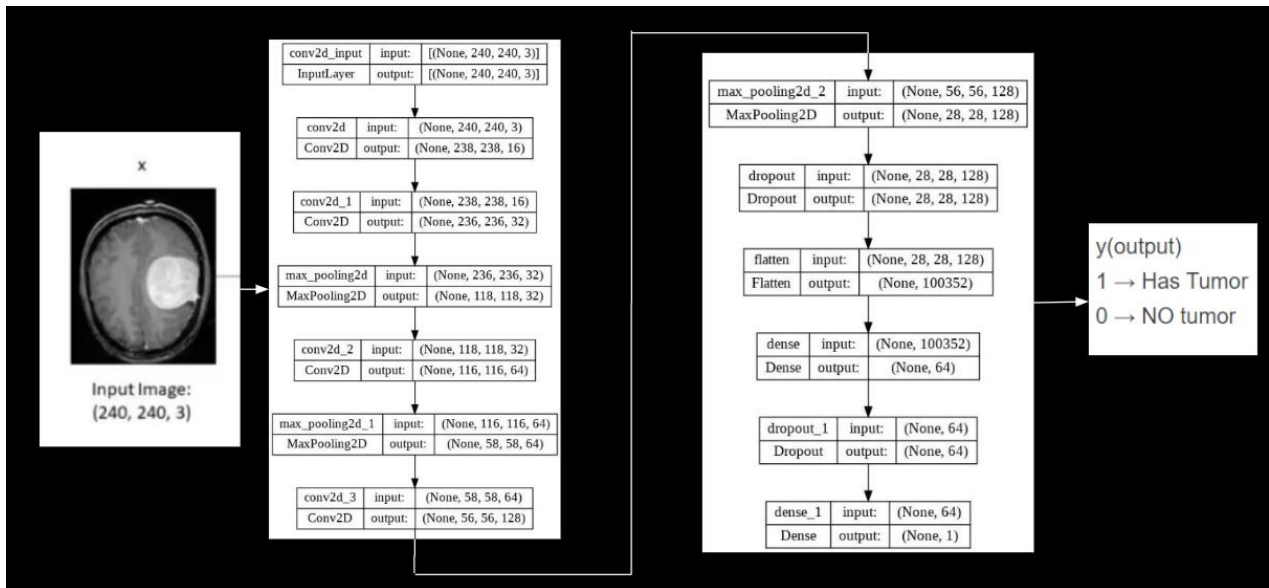 x
Input Image:
(240, 240, 3)
conv2d_input input: [(None, 240, 240, 3)]
InputLayer output: [(None, 240, 240, 3)]
conv2d input: (None, 240, 240, 3)
Conv2D output: (None, 238, 238, 16)
conv2d_1 input: (None, 238, 238, 16)
Conv2D output: (None, 236, 236, 32)
max_pooling2d input: (None, 236, 236, 32)
MaxPooling2D output: (None, 118, 118, 32)
conv2d_2 input: (None, 118, 118, 32)
Conv2D output: (None, 116, 116, 64)
max_pooling2d_1 input: (None, 116, 116, 64)
MaxPooling2D output: (None, 58, 58, 64)
conv2d_3 input: (None, 58, 58, 64)
Conv2D output: (None, 56, 56, 128)
max_pooling2d_2 input: (None, 56, 56, 128)
MaxPooling2D output: (None, 28, 28, 128)
dropout input: (None, 28, 28, 128)
Dropout output: (None, 28, 28, 128)
flatten input: (None, 28, 28, 128)
Flatten output: (None, 100352)
dense input: (None, 100352)
Dense output: (None, 64)
dropout_1 input: (None, 64)
Dropout output: (None, 64)
dense_1 input: (None, 64)
Dense output: (None, 1)
y(output)
1 → Has Tumor
0 → NO tumor